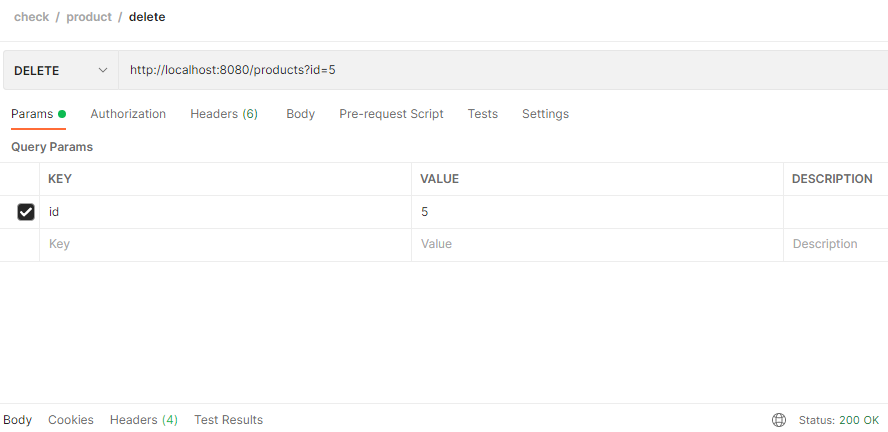 check / product / delete
DELETE http://localhost:8080/products?id=5
Params Authorization Headers (6) Body Pre-request Script Tests Settings
Query Params
KEY VALUE DESCRIPTION
id 5
Key Value Description
Body Cookies Headers (4) Test Results Status: 200 OK